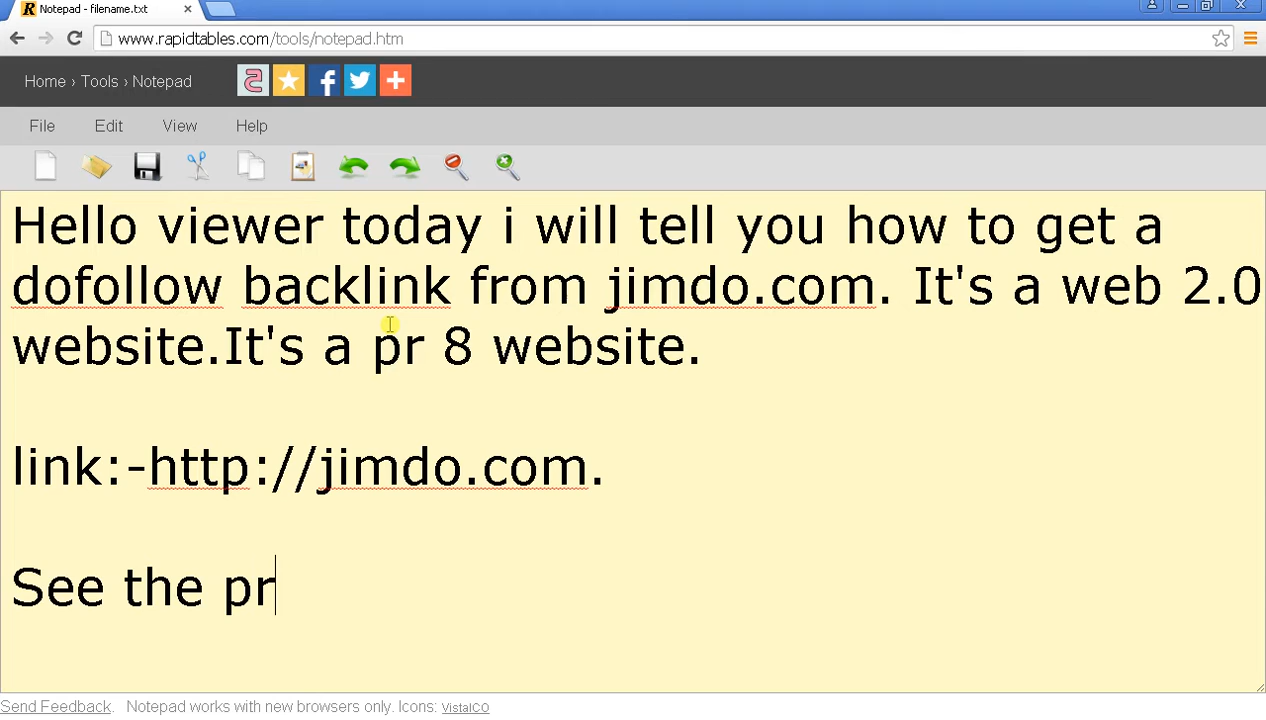 Notepad - filename.txt
www.rapidtables.com/tools/notepad.htm
Home › Tools › Notepad
File Edit View Help
Hello viewer today i will tell you how to get a
dofollow backlink from jimdo.com. It's a web 2.0
website.It's a pr 8 website.
link:-http://jimdo.com.
See the pr
Send Feedback. Notepad works with new browsers only. Icons: VistaICO